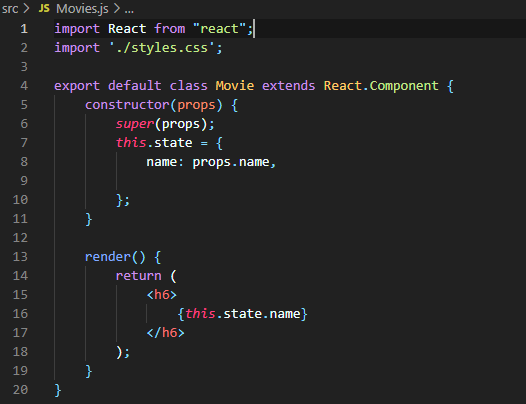 src > JS Movies.js > ...
1 import React from "react";
2 import './styles.css';
3
4 export default class Movie extends React.Component {
5     constructor(props) {
6         super(props);
7         this.state = {
8             name: props.name,
9
10         };
11     }
12
13     render() {
14         return (
15             <h6>
16                 {this.state.name}
17             </h6>
18         );
19     }
20 }